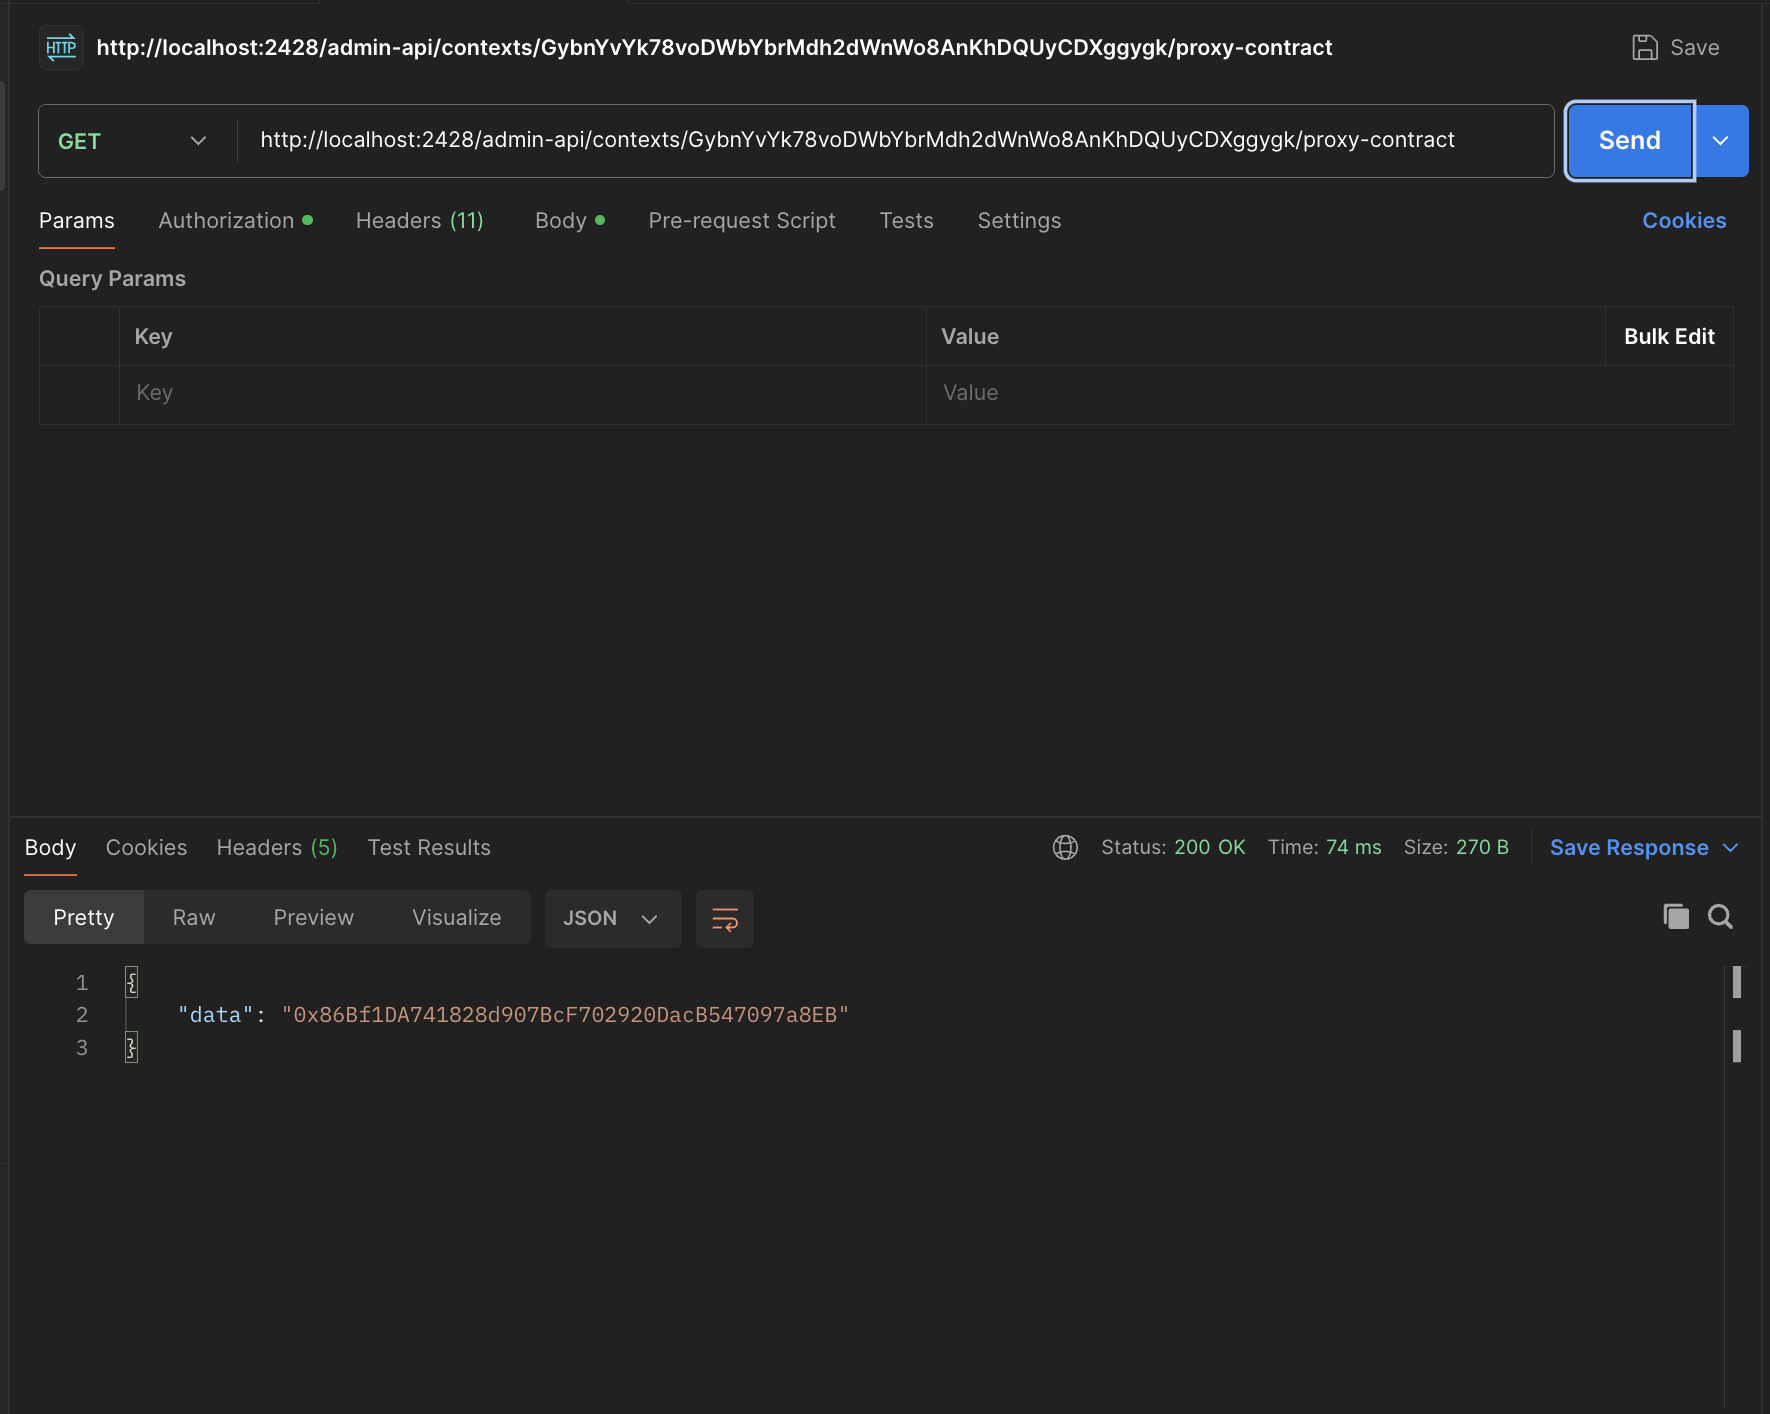 HTTP http://localhost:2428/admin-api/contexts/GybnYvYk78voDWbYbrMdh2dWnWo8AnKhDQUyCDXggygk/proxy-contract Save
GET http://localhost:2428/admin-api/contexts/GybnYvYk78voDWbYbrMdh2dWnWo8AnKhDQUyCDXggygk/proxy-contract Send
Params Authorization Headers (11) Body Pre-request Script Tests Settings Cookies
Query Params
Key Value Bulk Edit
Key Value
Body Cookies Headers (5) Test Results Status: 200 OK Time: 74 ms Size: 270 B Save Response
Pretty Raw Preview Visualize JSON
1 {
2 "data": "0x86Bf1DA741828d907BcF702920DacB547097a8EB"
3 }